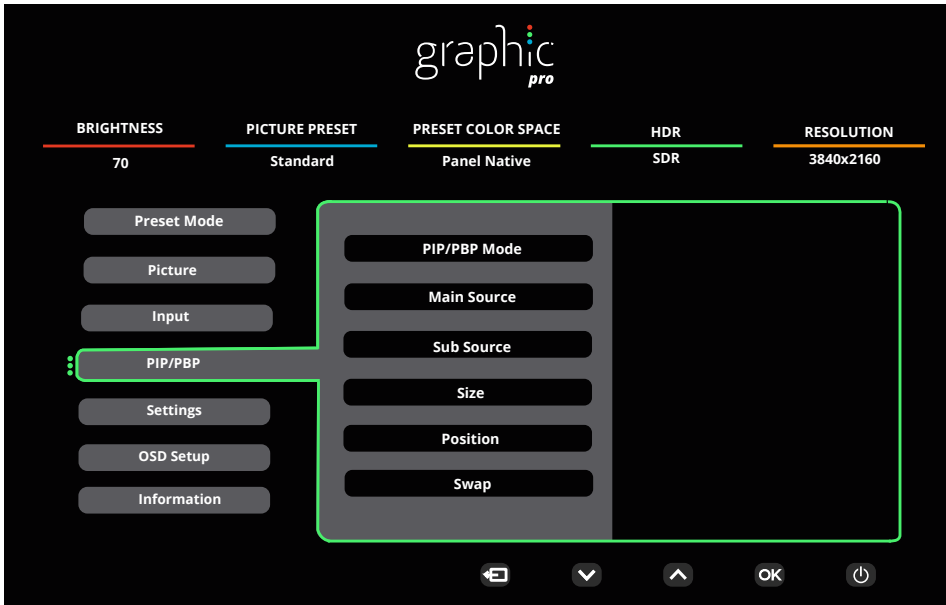 graphic
pro
BRIGHTNESS PICTURE PRESET PRESET COLOR SPACE HDR RESOLUTION
70 Standard Panel Native SDR 3840x2160
Preset Mode
Picture
Input
PIP/PBP
Settings
OSD Setup
Information
PIP/PBP Mode
Main Source
Sub Source
Size
Position
Swap
OK